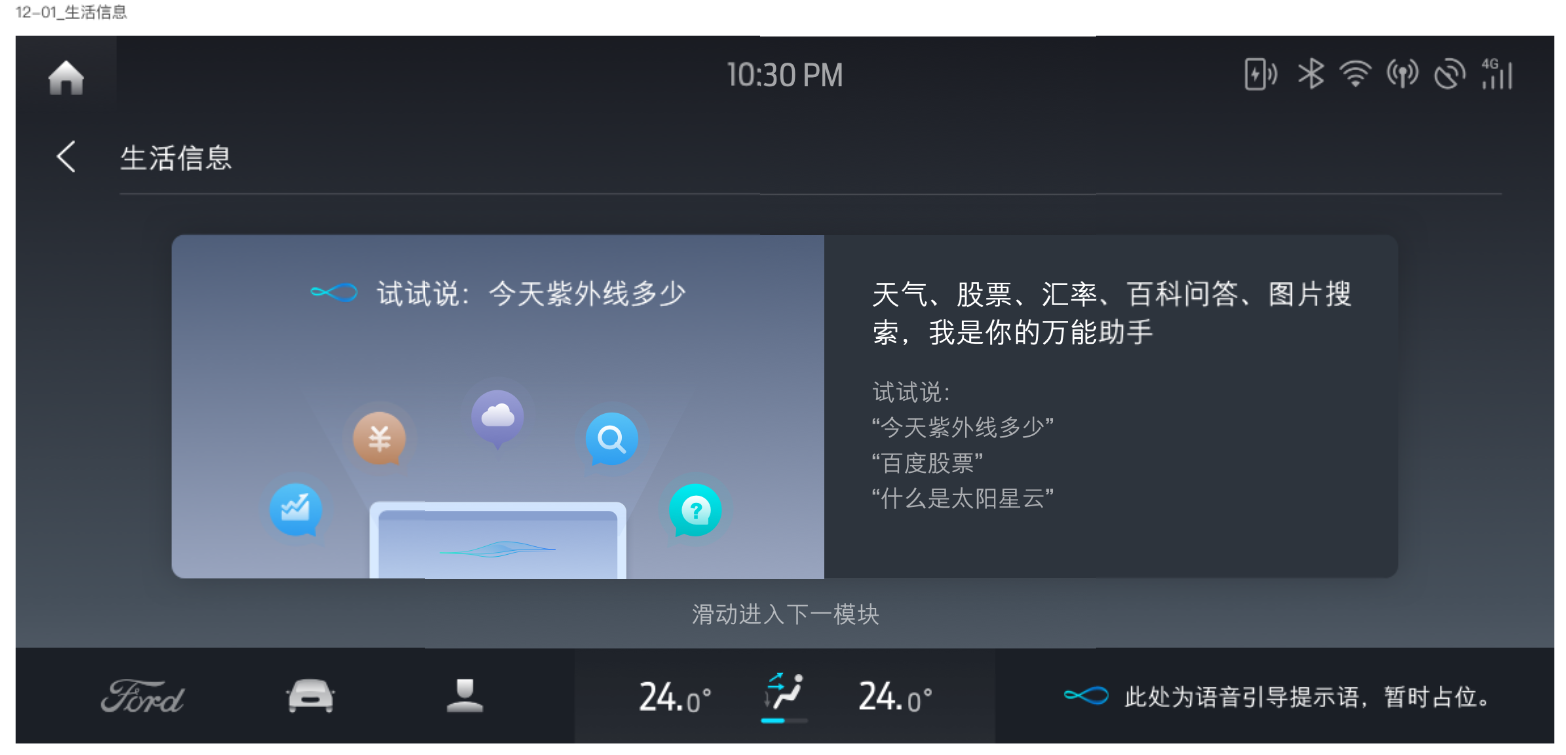 12-01_生活信息
10:30 PM
4G
生活信息
试试说：今天紫外线多少
天气、股票、汇率、百科问答、图片搜
索，我是你的万能助手
试试说：
“今天紫外线多少”
“百度股票”
“什么是太阳星云”
¥
?
滑动进入下一模块
Ford
24.0°
24.0°
此处为语音引导提示语，暂时占位。